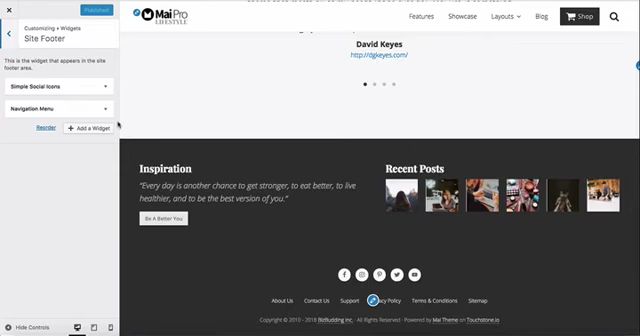 Published
Customizing ▸ Widgets
Site Footer
This is the widget that appears in the site
footer area.
Simple Social Icons
Navigation Menu
Reorder
+ Add a Widget
Hide Controls
Mai Pro
LIFESTYLE
Features Showcase Layouts Blog Shop
David Keyes
http://dgkeyes.com/
Inspiration
“Every day is another chance to get stronger, to eat better, to live
healthier, and to be the best version of you.”
Be A Better You
Recent Posts
About Us Contact Us Support acy Policy Terms & Conditions Sitemap
Copyright © 2010 - 2018 BizBudding Inc. · All Rights Reserved · Powered by Mai Theme on Touchstone.io